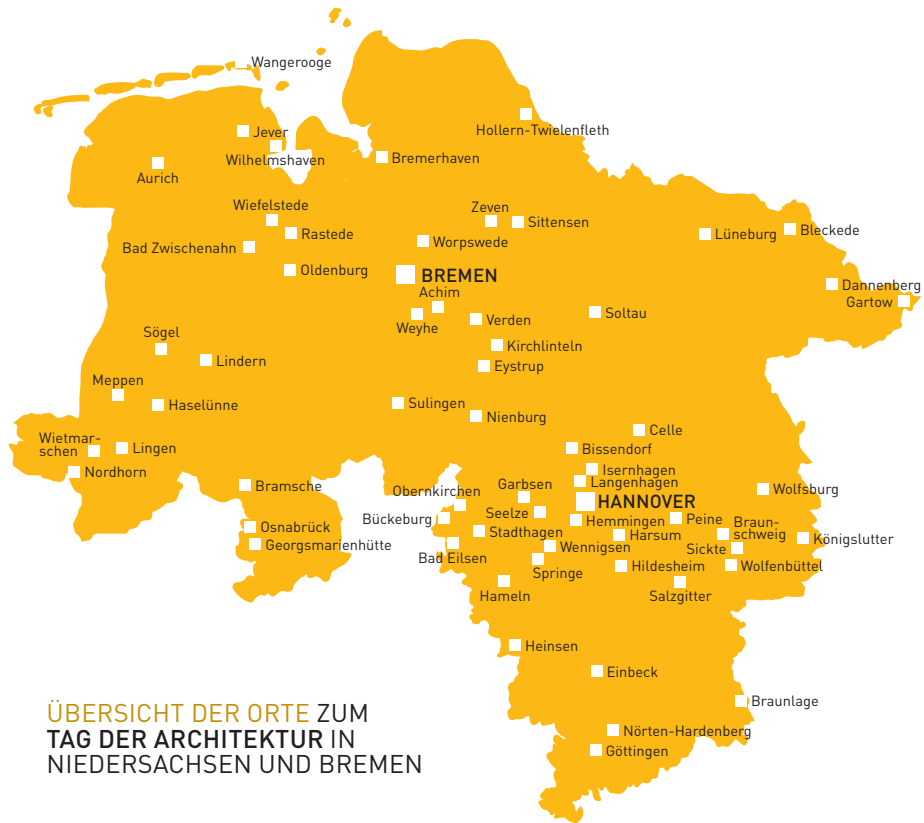 Wangerooge
Hollern-Twielenfleth
Jever
Wilhelmshaven
Bremerhaven
Aurich
Wiefelstede
Zeven
Sittensen
Rastede
Lüneburg
Bleckede
Bad Zwischenahn
Worpswede
Oldenburg
BREMEN
Achim
Dannenberg
Gartow
Weyhe
Verden
Soltau
Sögel
Kirchlinteln
Lindern
Eystrup
Meppen
Haselünne
Sulingen
Nienburg
Celle
Wietmar-
schen
Lingen
Bissendorf
Nordhorn
Isernhagen
Langenhagen
Bramsche
Obernkirchen
Garbsen
Wolfsburg
HANNOVER
Seelze
Bückeburg
Hemmingen
Peine
Braun-
schweig
Osnabrück
Stadthagen
Harsum
Königslutter
Georgsmarienhütte
Bad Eilsen
Wennigsen
Sickte
Springe
Hildesheim
Wolfenbüttel
Hameln
Salzgitter
Heinsen
Einbeck
Braunlage
Nörten-Hardenberg
Göttingen
ÜBERSICHT DER ORTE ZUM
TAG DER ARCHITEKTUR IN
NIEDERSACHSEN UND BREMEN